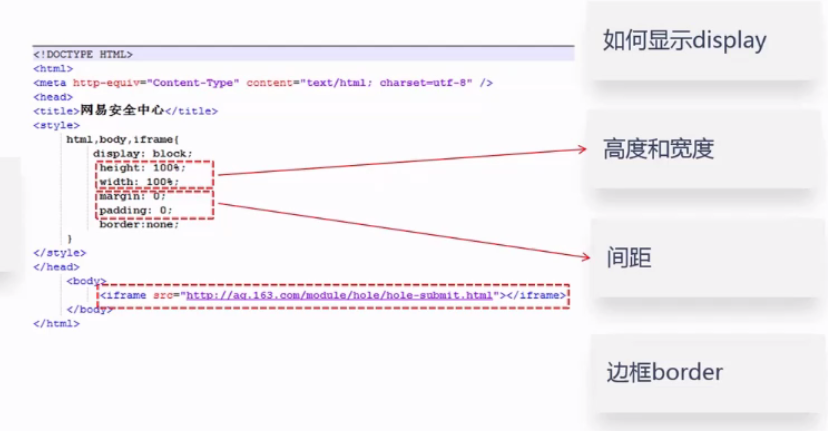 <!DOCTYPE HTML>
<html>
<meta http-equiv="Content-Type" content="text/html; charset=utf-8" />
<head>
<title>网易安全中心</title>
<style>
html,body,iframe{
display: block;
height: 100%;
width: 100%;
margin: 0;
padding: 0;
border:none;
}
</style>
</head>
<body>
<iframe src="http://aq.163.com/module/hole/hole-submit.html"></iframe>
</body>
</html>
如何显示display
高度和宽度
间距
边框border